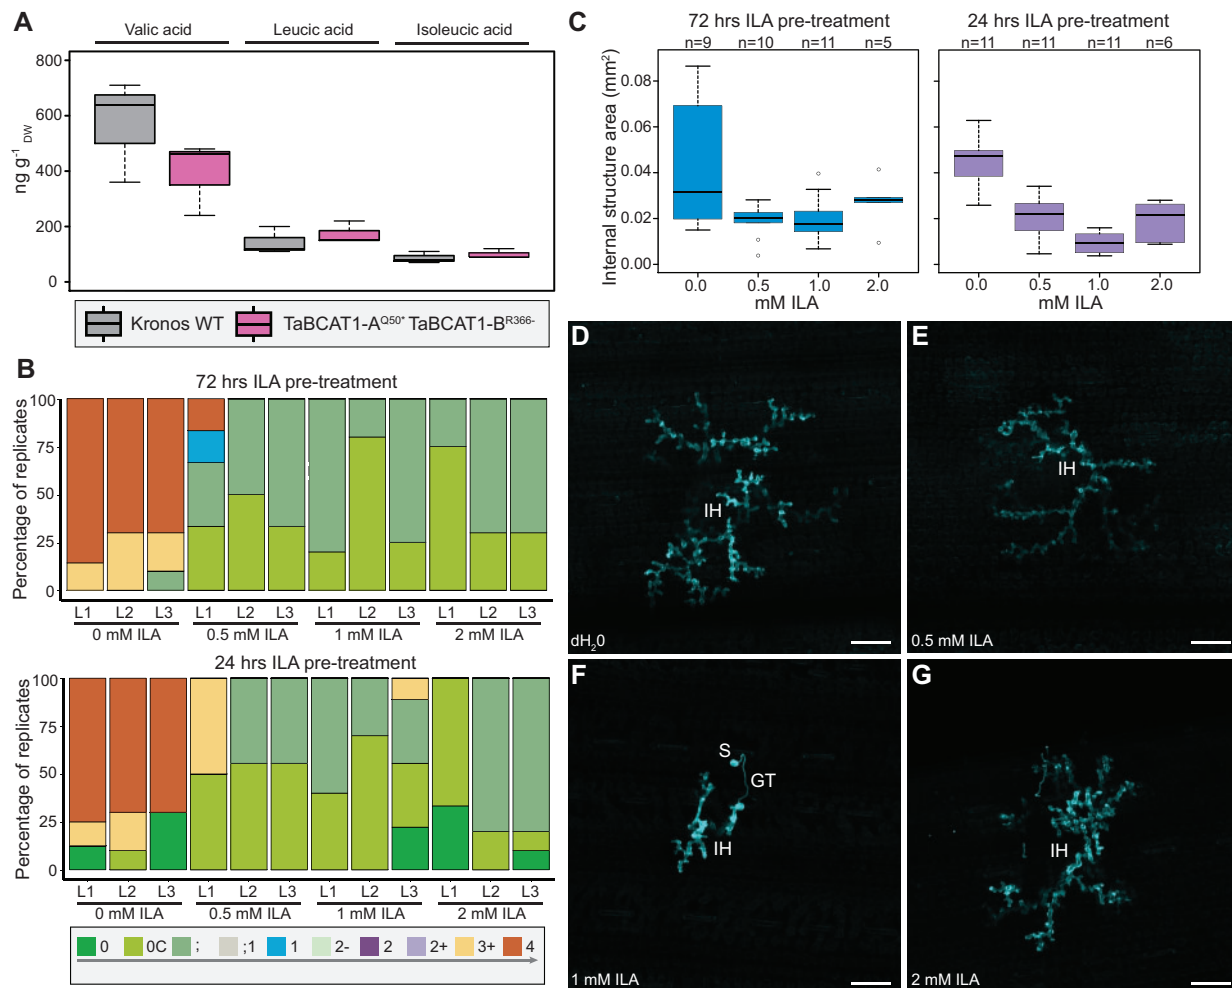 A
Valic acid
Leucic acid
Isoleucic acid
ng g-1 DW
800
600
400
200
0
Kronos WT
TaBCAT1-AQ50* TaBCAT1-BR366-
B
72 hrs ILA pre-treatment
Percentage of replicates
100
75
50
25
0
L1 L2 L3 L1 L2 L3 L1 L2 L3 L1 L2 L3
0 mM ILA 0.5 mM ILA 1 mM ILA 2 mM ILA
24 hrs ILA pre-treatment
Percentage of replicates
100
75
50
25
0
L1 L2 L3 L1 L2 L3 L1 L2 L3 L1 L2 L3
0 mM ILA 0.5 mM ILA 1 mM ILA 2 mM ILA
0 0C ; ;1 1 2- 2 2+ 3+ 4
C
72 hrs ILA pre-treatment
n=9 n=10 n=11 n=5
Internal structure area (mm2)
0.08
0.06
0.04
0.02
0.00
0.0 0.5 1.0 2.0
mM ILA
24 hrs ILA pre-treatment
n=11 n=11 n=11 n=6
0.0 0.5 1.0 2.0
mM ILA
D
IH
dH20
E
IH
0.5 mM ILA
F
S
GT
IH
1 mM ILA
G
IH
2 mM ILA